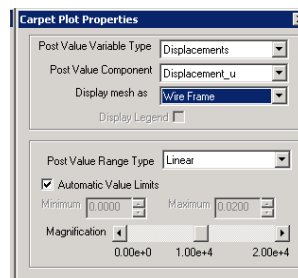 Carpet Plot Properties
Post Value Variable Type Displacements
Post Value Component Displacement_u
Display mesh as Wire Frame
Display Legend
Post Value Range Type Linear
Automatic Value Limits
Minimum 0.0000 Maximum 0.0200
Magnification
0.00e+0 1.00e+4 2.00e+4